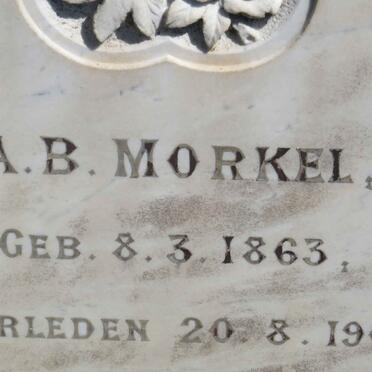 A.B. MORKEL,
GEB. 8.3.1863,
RLEDEN 20 8.19